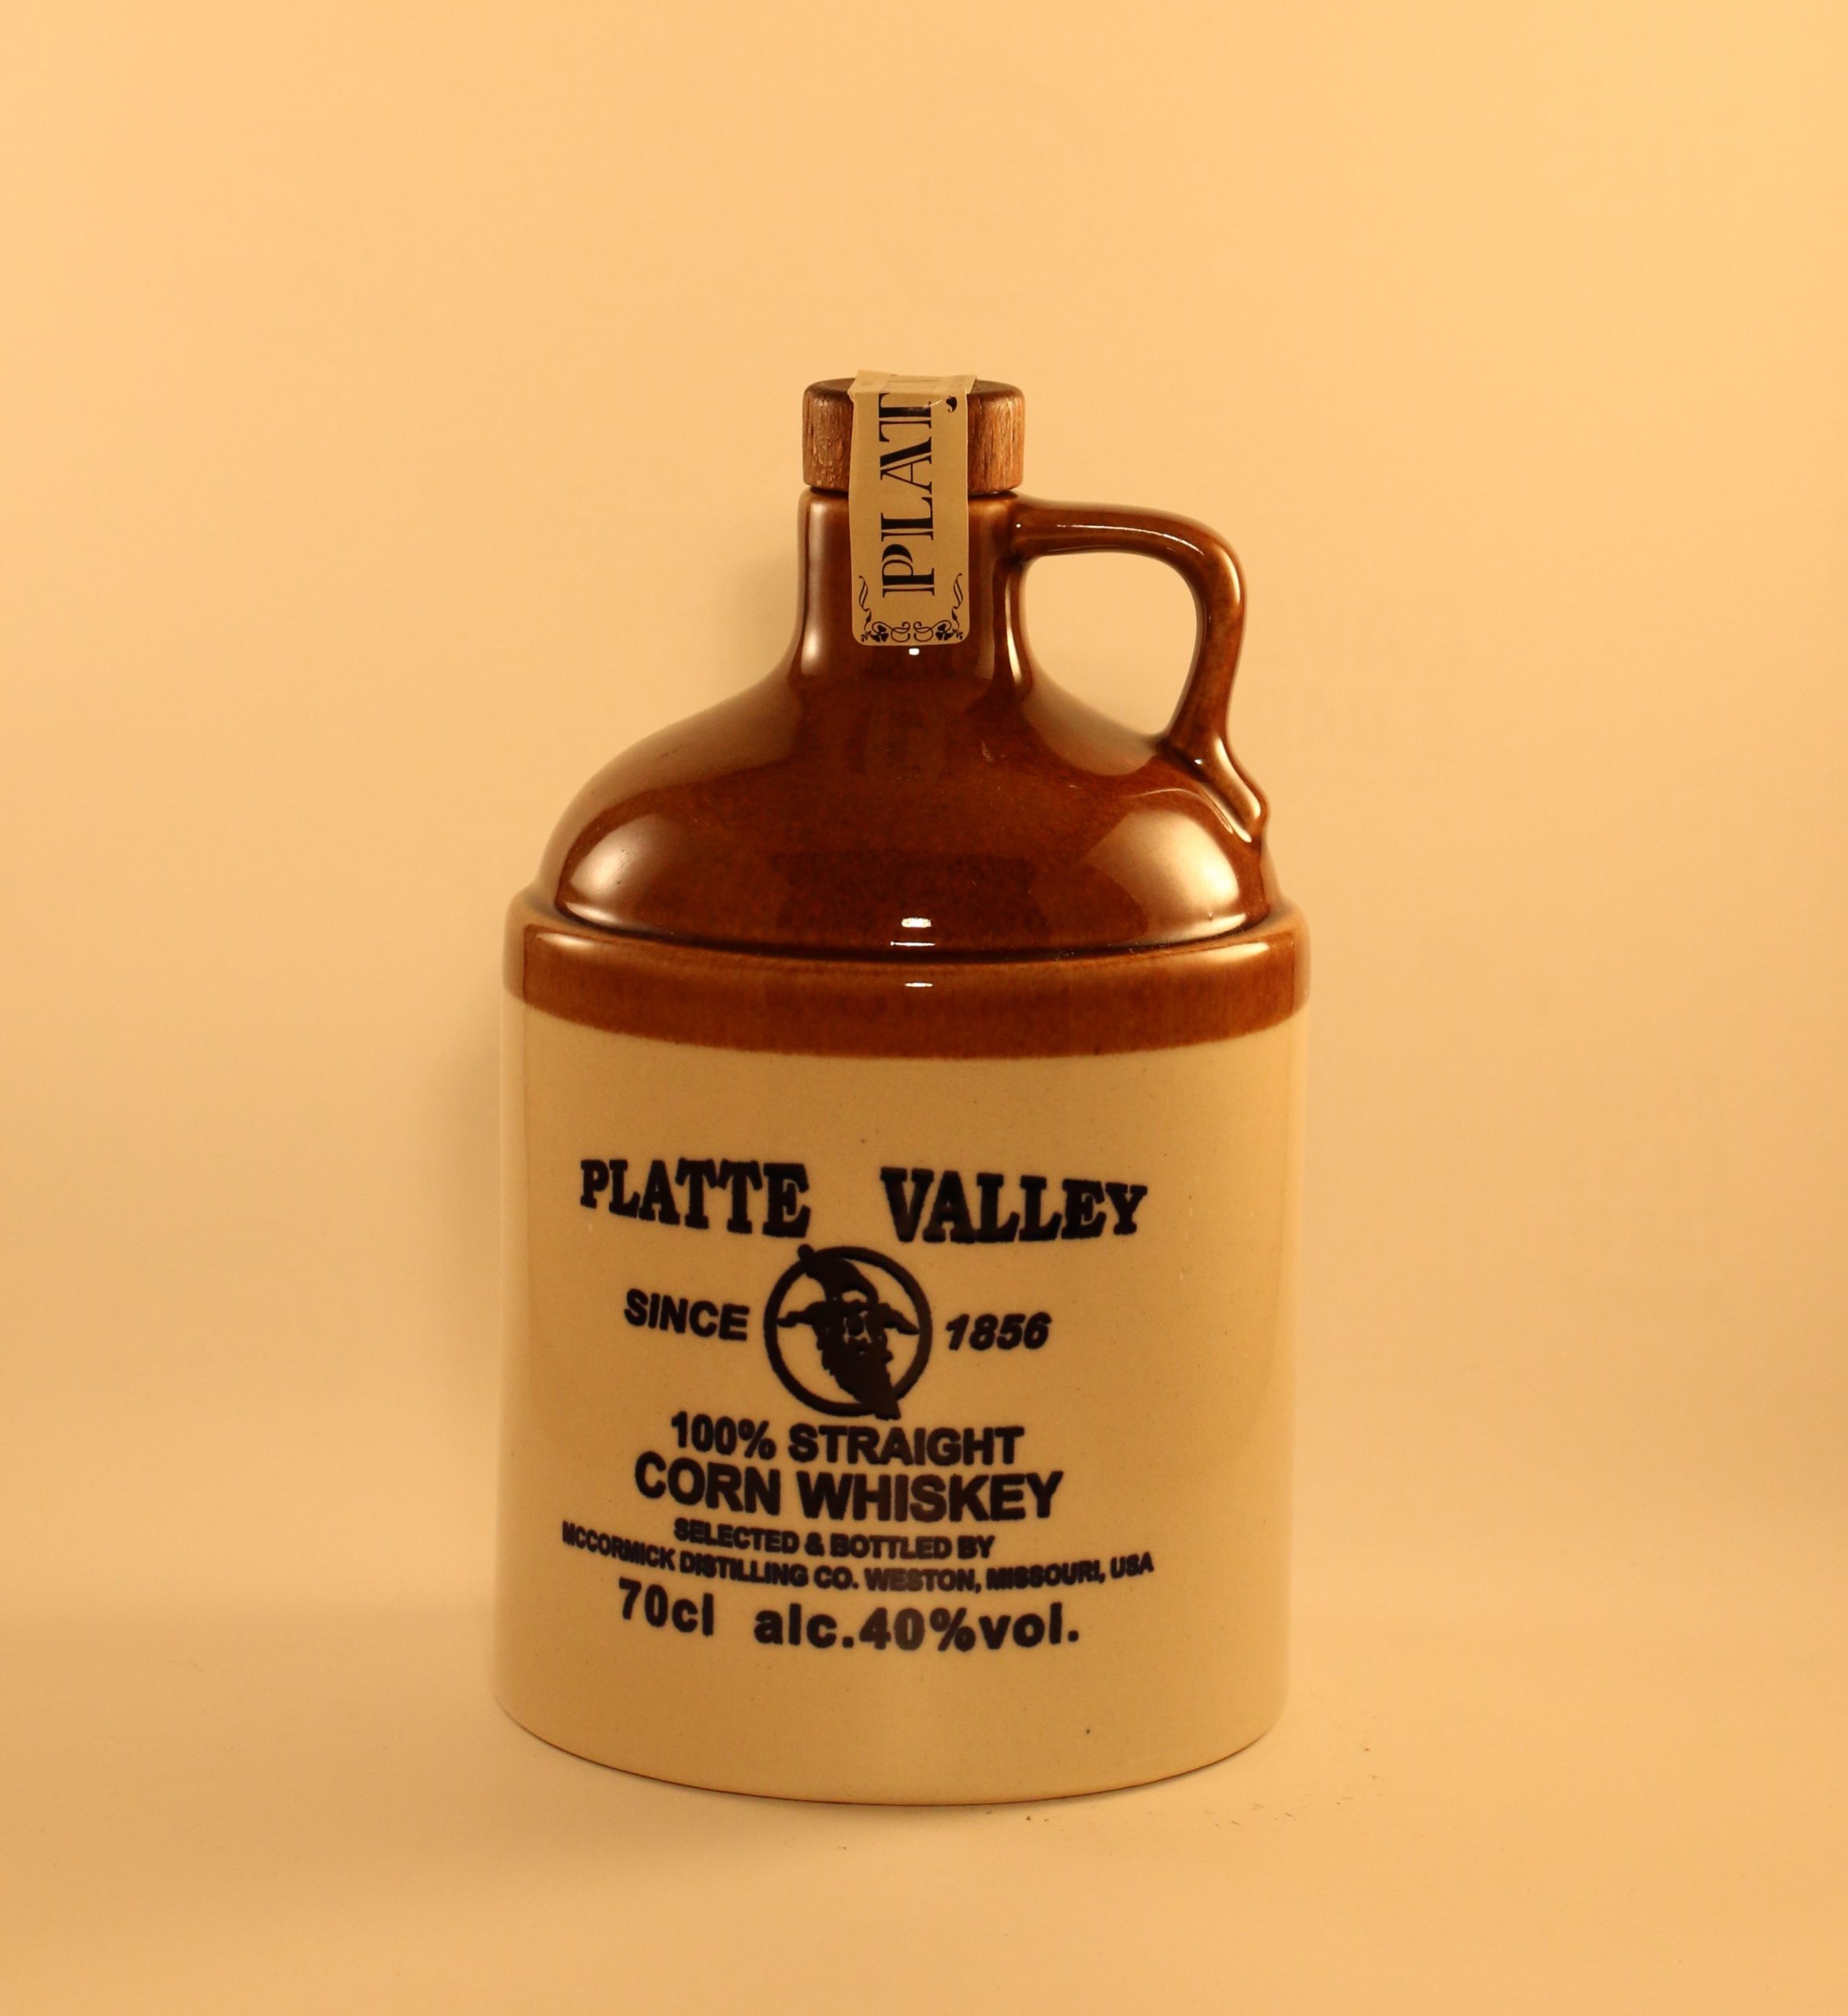 PLAT
PLATTE VALLEY
SINCE 1856
100% STRAIGHT
CORN WHISKEY
SELECTED & BOTTLED BY
MCCORMICK DISTILLING CO. WESTON, MISSOURI, USA
70cl alc.40%vol.